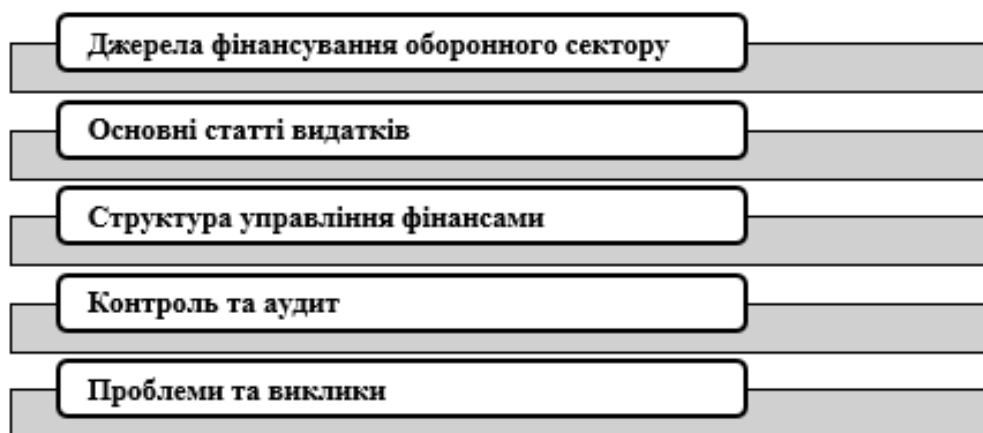 Джерела фінансування оборонного сектору
Основні статті видатків
Структура управління фінансами
Контроль та аудит
Проблеми та виклики